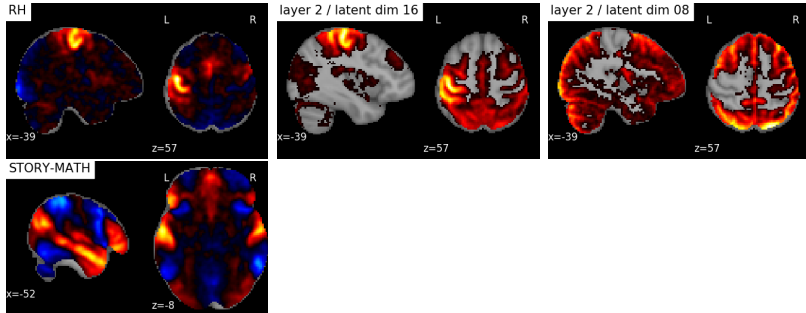 RH
L
R
x=-39
z=57
layer 2 / latent dim 16
L
R
x=-39
z=57
layer 2 / latent dim 08
L
R
x=-39
z=57
STORY-MATH
L
R
x=-52
z=-8